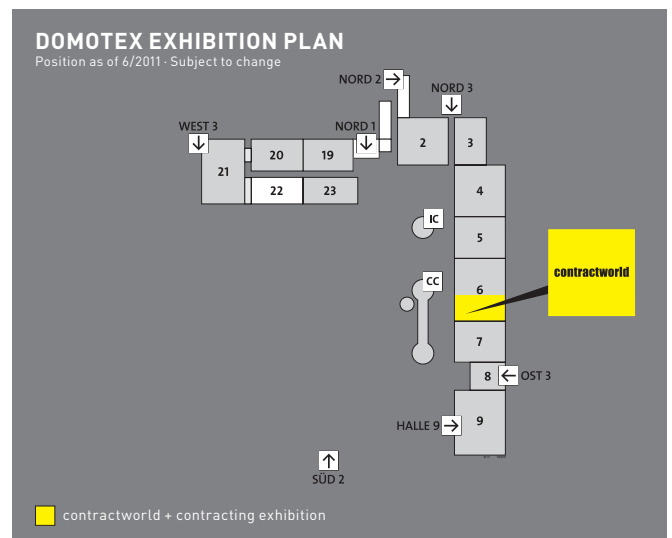 DOMOTEX EXHIBITION PLAN
Position as of 6/2011 · Subject to change
NORD 2
NORD 3
WEST 3
NORD 1
2
3
20
19
21
22
23
4
IC
5
CC
6
contractworld
7
8
OST 3
HALLE 9
9
SÜD 2
contractworld + contracting exhibition